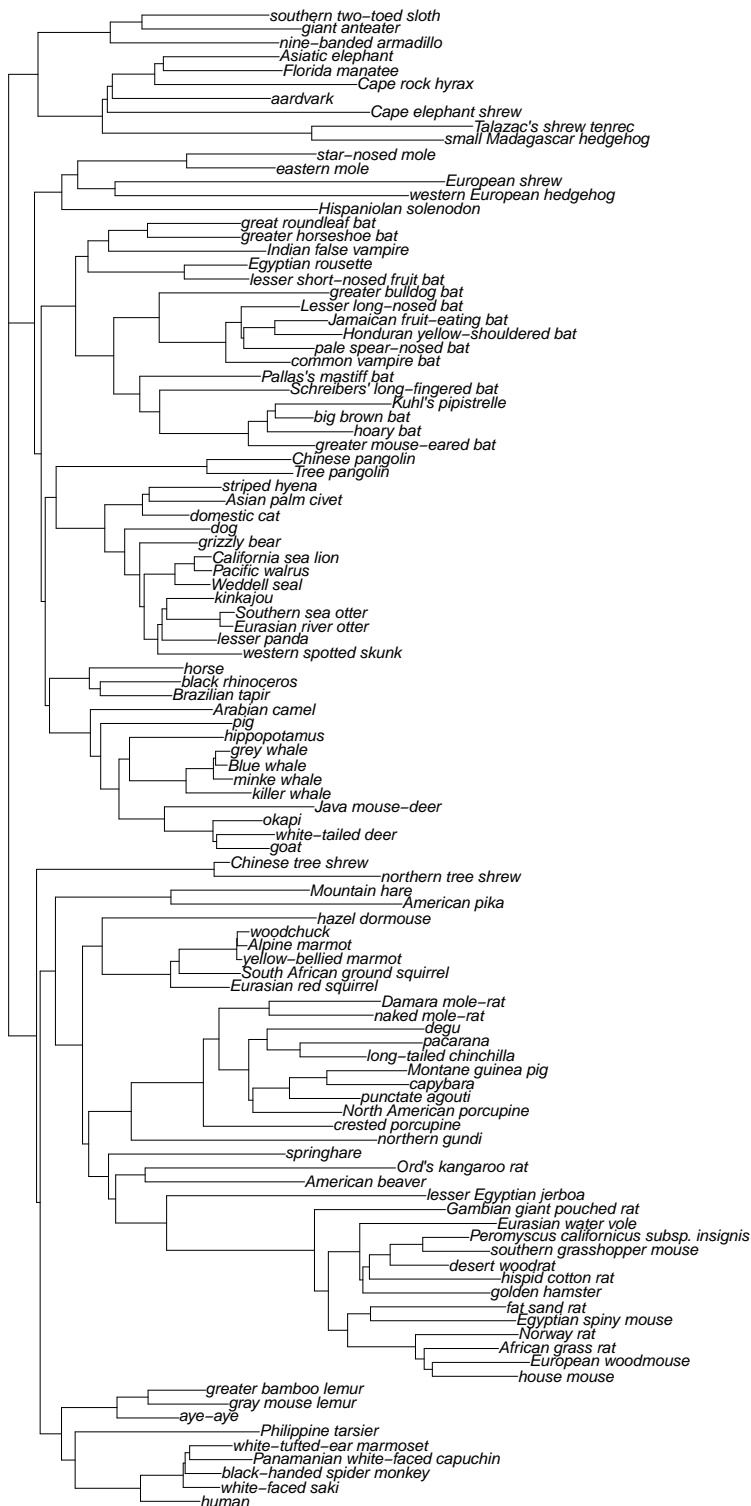 southern two−toed sloth
giant anteater
nine−banded armadillo
Asiatic elephant
Florida manatee
Cape rock hyrax
aardvark
Cape elephant shrew
Talazac's shrew tenrec
small Madagascar hedgehog
star−nosed mole
eastern mole
European shrew
western European hedgehog
Hispaniolan solenodon
great roundleaf bat
greater horseshoe bat
Indian false vampire
Egyptian rousette
lesser short−nosed fruit bat
greater bulldog bat
Lesser long−nosed bat
Jamaican fruit−eating bat
Honduran yellow−shouldered bat
pale spear−nosed bat
common vampire bat
Pallas's mastiff bat
Schreibers' long−fingered bat
Kuhl's pipistrelle
big brown bat
hoary bat
greater mouse−eared bat
Chinese pangolin
Tree pangolin
striped hyena
Asian palm civet
domestic cat
dog
grizzly bear
California sea lion
Pacific walrus
Weddell seal
kinkajou
Southern sea otter
Eurasian river otter
lesser panda
western spotted skunk
horse
black rhinoceros
Brazilian tapir
Arabian camel
pig
hippopotamus
grey whale
Blue whale
minke whale
killer whale
Java mouse−deer
okapi
white−tailed deer
goat
Chinese tree shrew
northern tree shrew
Mountain hare
American pika
hazel dormouse
woodchuck
Alpine marmot
yellow−bellied marmot
South African ground squirrel
Eurasian red squirrel
Damara mole−rat
naked mole−rat
degu
pacarana
long−tailed chinchilla
Montane guinea pig
capybara
punctate agouti
North American porcupine
crested porcupine
northern gundi
springhare
Ord's kangaroo rat
American beaver
lesser Egyptian jerboa
Gambian giant pouched rat
Eurasian water vole
Peromyscus californicus subsp. insignis
southern grasshopper mouse
desert woodrat
hispid cotton rat
golden hamster
fat sand rat
Egyptian spiny mouse
Norway rat
African grass rat
European woodmouse
house mouse
greater bamboo lemur
gray mouse lemur
aye−aye
Philippine tarsier
white−tufted−ear marmoset
Panamanian white−faced capuchin
black−handed spider monkey
white−faced saki
human